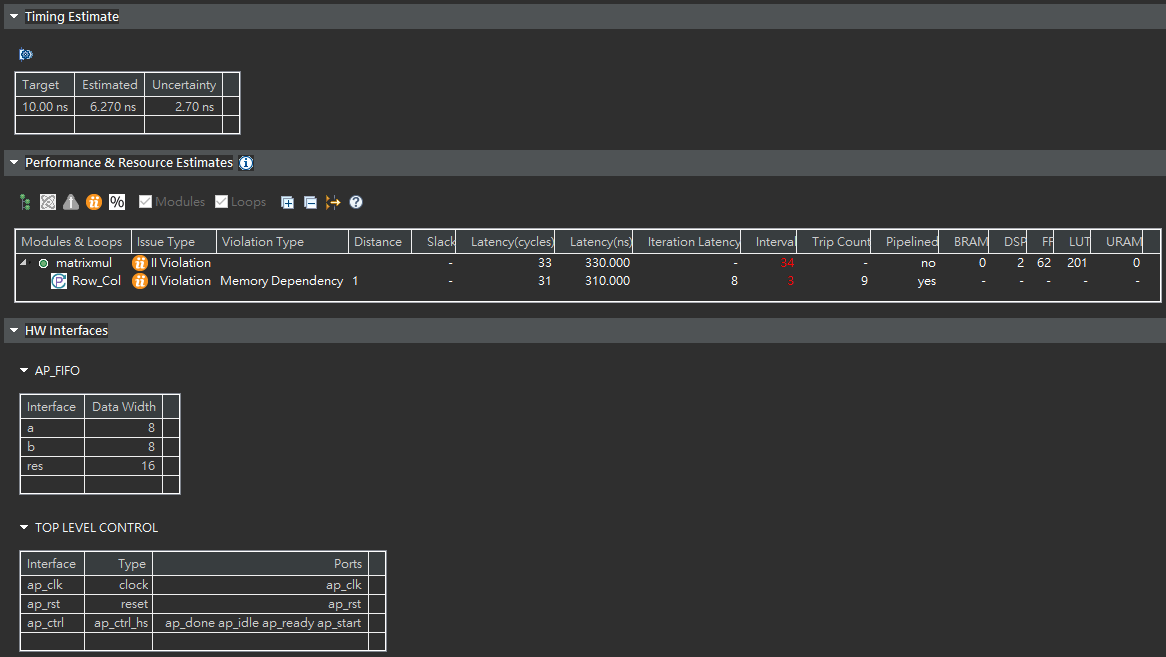 Timing Estimate
Target Estimated Uncertainty
10.00 ns 6.270 ns 2.70 ns
Performance & Resource Estimates
% Modules Loops
Modules & Loops Issue Type Violation Type Distance Slack Latency(cycles) Latency(ns) Iteration Latency Interval Trip Count Pipelined BRAM DSP FF LUT URAM
matrixmul II Violation - 33 330.000 - 34 - no 0 2 62 201 0
Row_Col II Violation Memory Dependency 1 - 31 310.000 8 3 9 yes - - - - -
HW Interfaces
AP_FIFO
Interface Data Width
a 8
b 8
res 16
TOP LEVEL CONTROL
Interface Type Ports
ap_clk clock ap_clk
ap_rst reset ap_rst
ap_ctrl ap_ctrl_hs ap_done ap_idle ap_ready ap_start